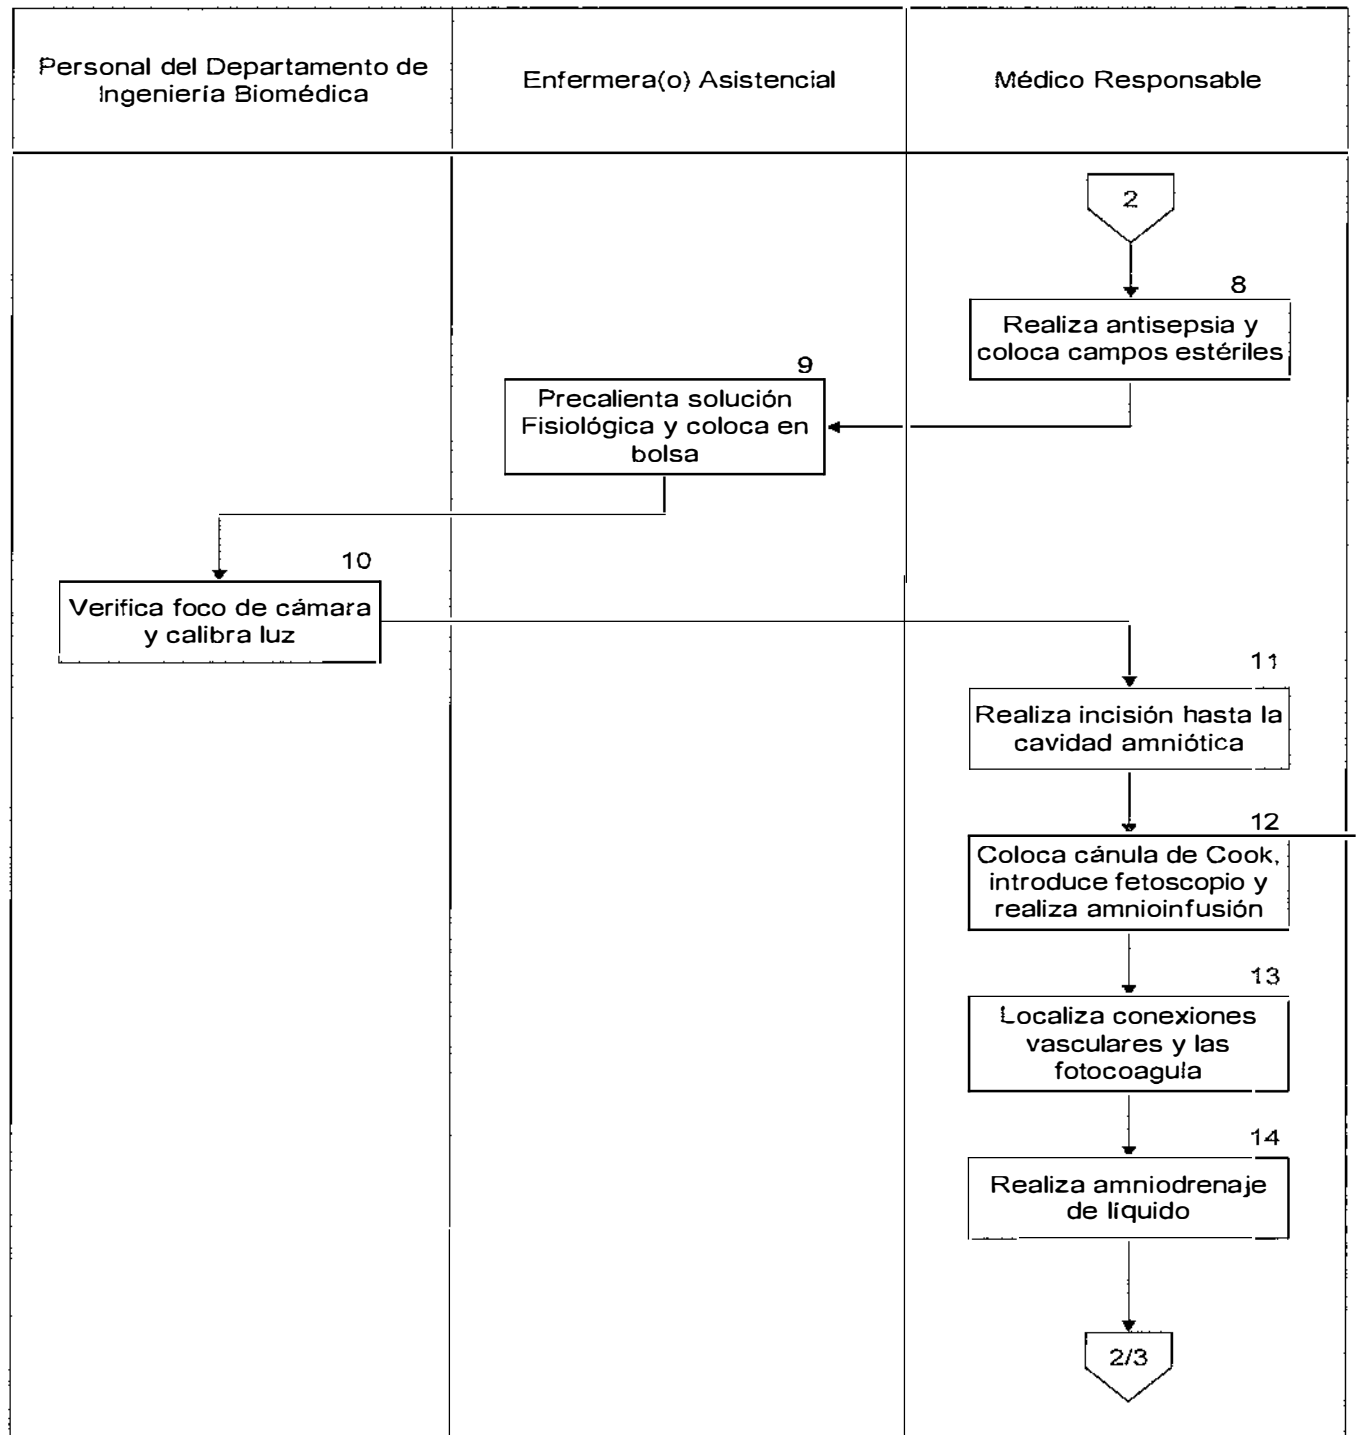 Personal del Departamento de
Ingeniería Biomédica
Enfermera(o) Asistencial
Médico Responsable
2
8
Realiza antisepsia y
coloca campos estériles
9
Precalienta solución
Fisiológica y coloca en
bolsa
10
Verifica foco de cámara
y calibra luz
11
Realiza incisión hasta la
cavidad amniótica
12
Coloca cánula de Cook,
introduce fetoscopio y
realiza amnioinfusión
13
Localiza conexiones
vasculares y las
fotocoagula
14
Realiza amniodrenaje
de líquido
2/3